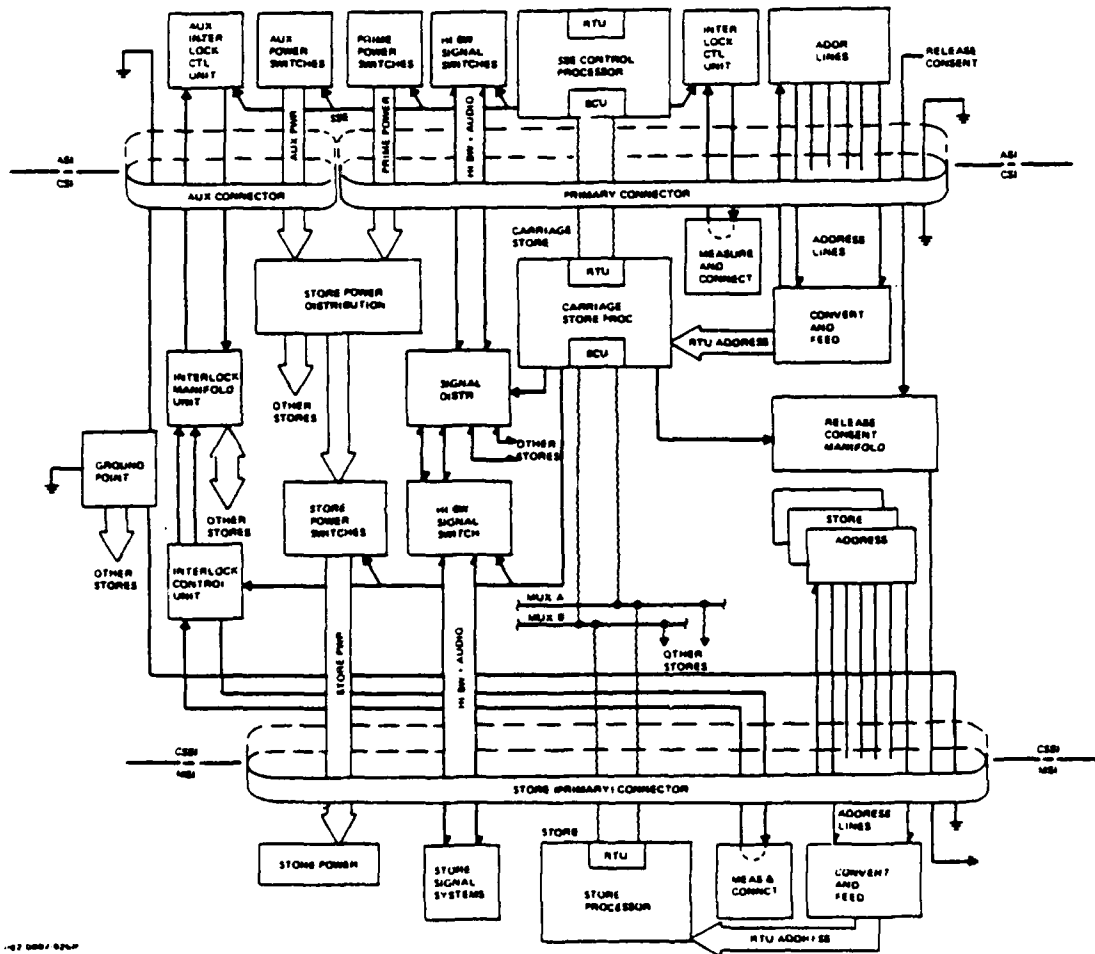 AUX
INTER
LOCK
CTL
UNIT
AUX
POWER
SWITCHES
PRIME
POWER
SWITCHES
HI BW
SIGNAL
SWITCHES
RTU
SSE CONTROL
PROCESSOR
BCU
INTER
LOCK
CTL
UNIT
ADDR
LINES
RELEASE
CONSENT
SSE
AUX PWR
PRIME POWER
HI BW + AUDIO
ASI
CSI
ASI
CSI
AUX CONNECTOR
PRIMARY CONNECTOR
CARRIAGE
STORE
MEASURE
AND
CONNECT
ADDRESS
LINES
STORE POWER
DISTRIBUTION
RTU
CARRIAGE
STORE PROC
BCU
RTU ADDRESS
CONVERT
AND
FEED
INTERLOCK
MANIFOLD
UNIT
OTHER
STORES
SIGNAL
DISTR
OTHER
STORES
RELEASE
CONSENT
MANIFOLD
GROUND
POINT
OTHER
STORES
OTHER
STORES
STORE
POWER
SWITCHES
HI BW
SIGNAL
SWITCH
STORE
ADDRESS
INTERLOCK
CONTROL
UNIT
MUX A
MUX B
OTHER
STORES
STORE PWR
HI BW + AUDIO
CSSI
MSI
CSSI
MSI
STORE (PRIMARY) CONNECTOR
ADDRESS
LINES
STORE POWER
STORE
SIGNAL
SYSTEMS
STORE
RTU
STORE
PROCESSOR
MEAS &
CONNCT
CONVERT
AND
FEED
RTU ADDRESS